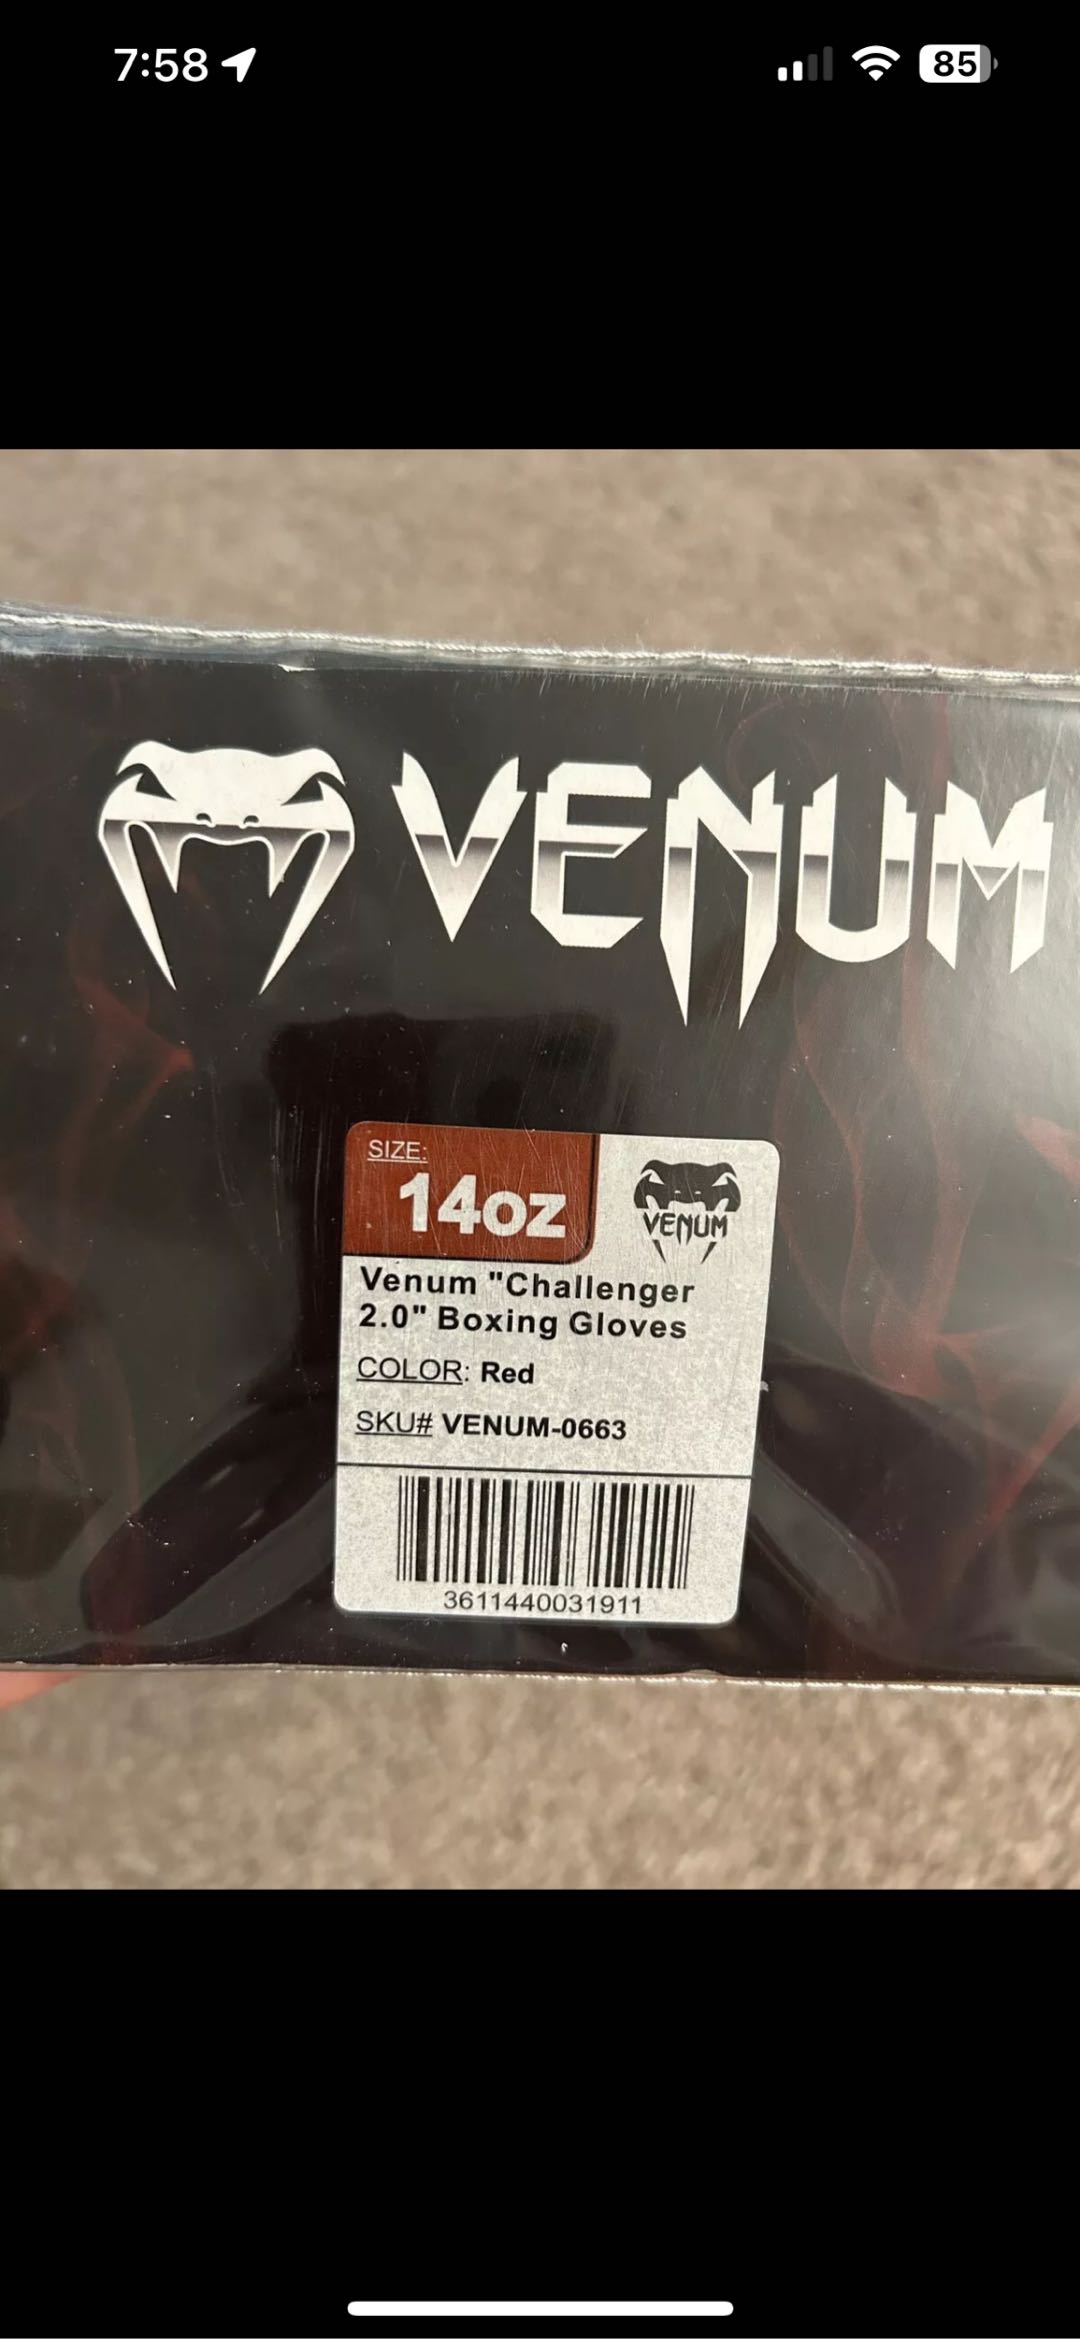 7:58
85
VENUM
SIZE:
14oz
VENUM
Venum "Challenger
2.0" Boxing Gloves
COLOR: Red
SKU# VENUM-0663
3611440031911